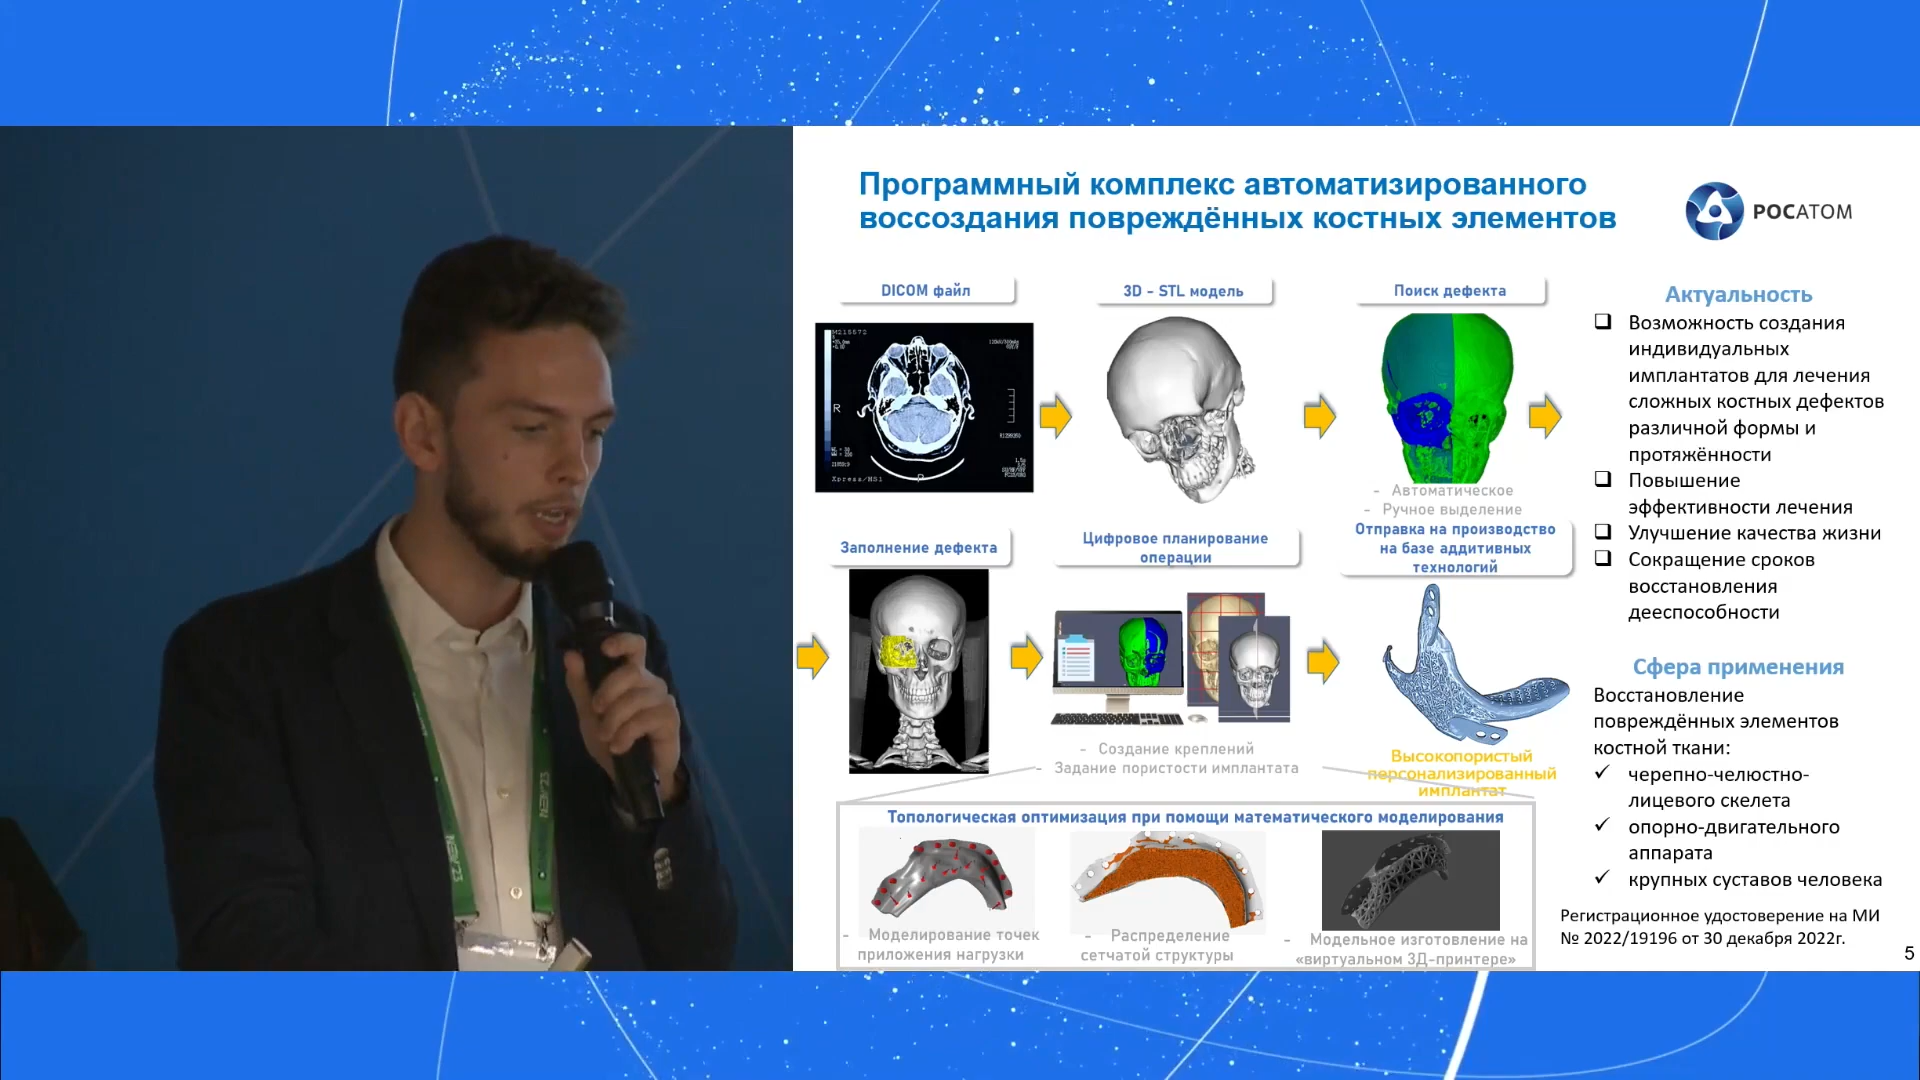 Программный комплекс автоматизированного
воссоздания повреждённых костных элементов
РОСАТОМ
DICOM файл
3D - STL модель
Поиск дефекта
R
P
Xpress/HS1
- Автоматическое
- Ручное выделение
Заполнение дефекта
Цифровое планирование
операции
Отправка на производство
на базе аддитивных
технологий
- Создание креплений
- Задание пористости имплантата
Высокопористый
персонализированный
имплантат
Топологическая оптимизация при помощи математического моделирования
- Моделирование точек
приложения нагрузки
- Распределение
сетчатой структуры
- Модельное изготовление на
«виртуальном 3Д-принтере»
Актуальность
Возможность создания
индивидуальных
имплантатов для лечения
сложных костных дефектов
различной формы и
протяжённости
Повышение
эффективности лечения
Улучшение качества жизни
Сокращение сроков
восстановления
дееспособности
Сфера применения
Восстановление
повреждённых элементов
костной ткани:
черепно-челюстно-
лицевого скелета
опорно-двигательного
аппарата
крупных суставов человека
Регистрационное удостоверение на МИ
№ 2022/19196 от 30 декабря 2022г.
5